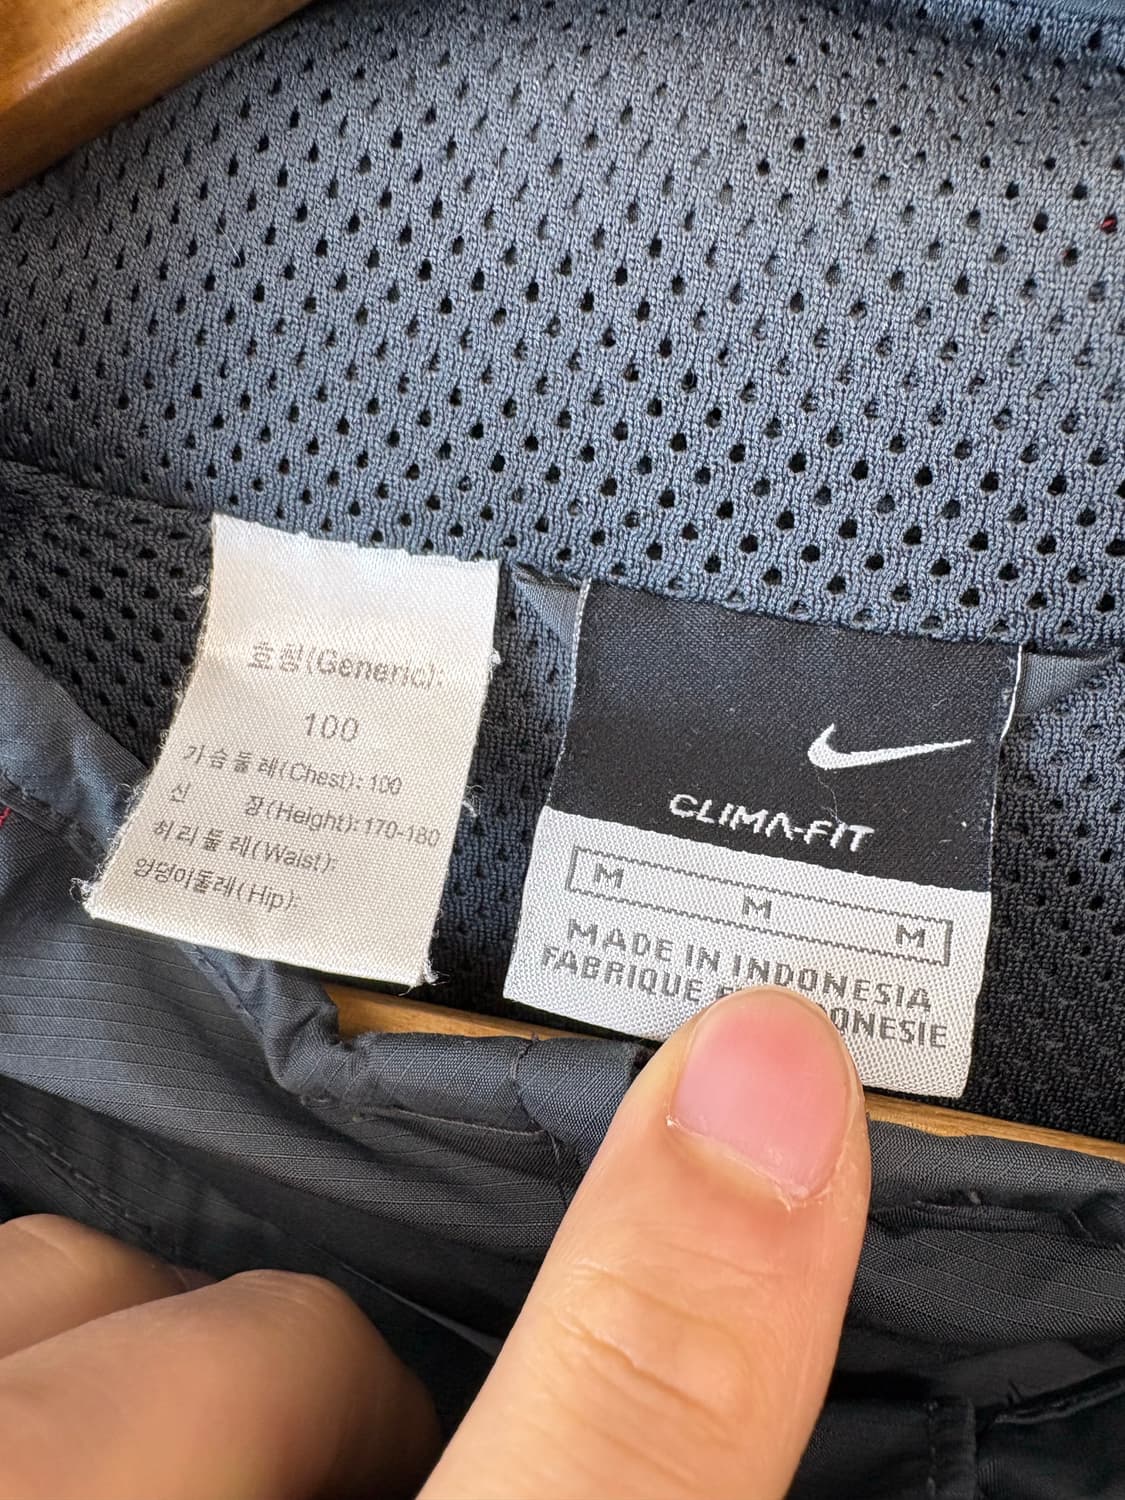 호칭(Generic):
100
가슴둘레(Chest): 100
신 장(Height): 170-180
허리둘레(Waist):
엉덩이둘레(Hip):
CLIMA-FIT
M M M
MADE IN INDONESIA
FABRIQUE